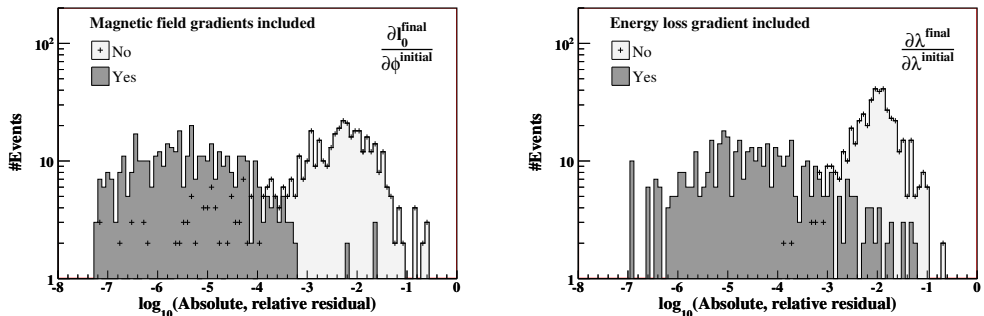 Magnetic field gradients included
No
Yes
∂l₀^final
∂ϕ^initial
#Events
10²
10
1
-8 -7 -6 -5 -4 -3 -2 -1 0
log₁₀(Absolute, relative residual)
Energy loss gradient included
No
Yes
∂λ^final
∂λ^initial
#Events
10²
10
1
-8 -7 -6 -5 -4 -3 -2 -1 0
log₁₀(Absolute, relative residual)